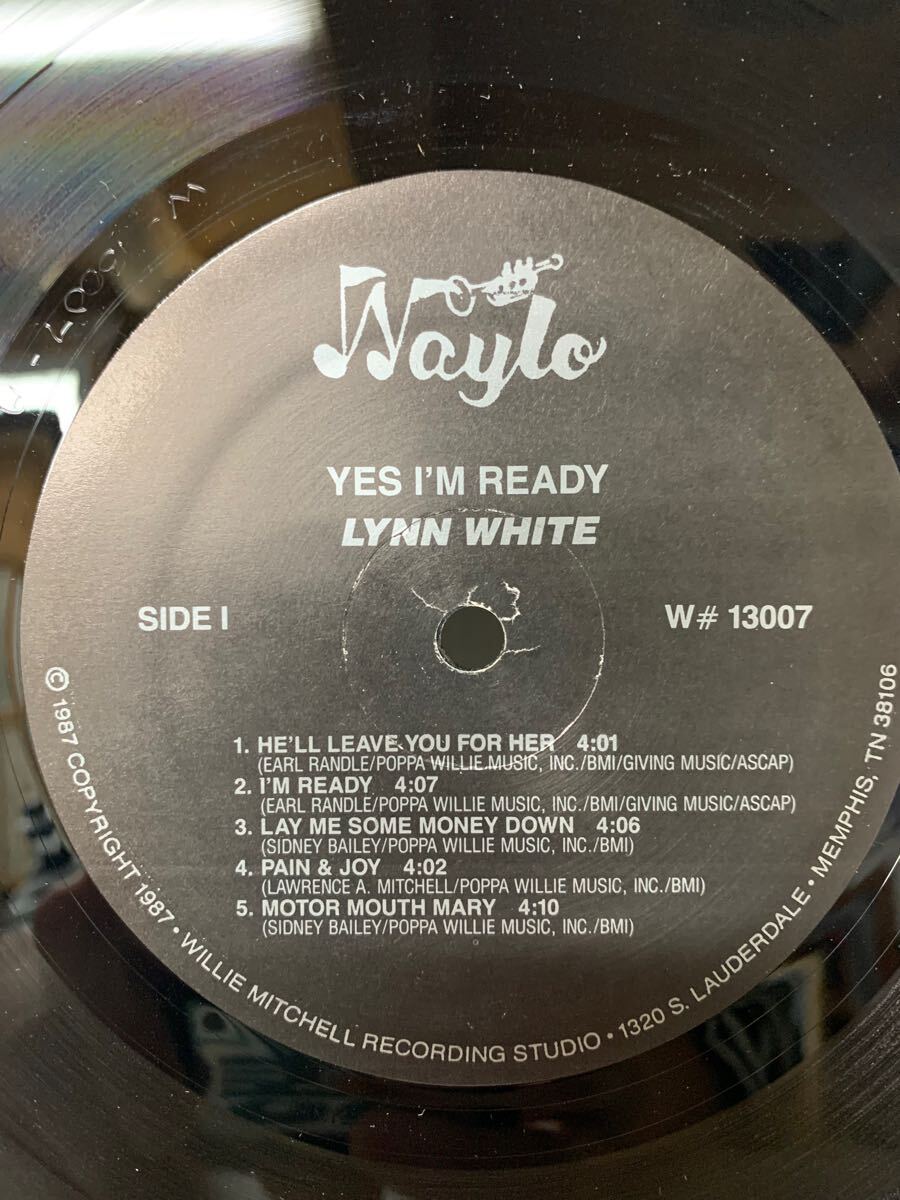 Waylo
YES I'M READY
LYNN WHITE
SIDE I
W# 13007
1. HE'LL LEAVE YOU FOR HER 4:01
(EARL RANDLE/POPPA WILLIE MUSIC, INC./BMI/GIVING MUSIC/ASCAP)
2. I'M READY 4:07
(EARL RANDLE/POPPA WILLIE MUSIC, INC./BMI/GIVING MUSIC/ASCAP)
3. LAY ME SOME MONEY DOWN 4:06
(SIDNEY BAILEY/POPPA WILLIE MUSIC, INC./BMI)
4. PAIN & JOY 4:02
(LAWRENCE A. MITCHELL/POPPA WILLIE MUSIC, INC./BMI)
5. MOTOR MOUTH MARY 4:10
(SIDNEY BAILEY/POPPA WILLIE MUSIC, INC./BMI)
© 1987 COPYRIGHT 1987 • WILLIE MITCHELL RECORDING STUDIO • 1320 S. LAUDERDALE • MEMPHIS, TN 38106